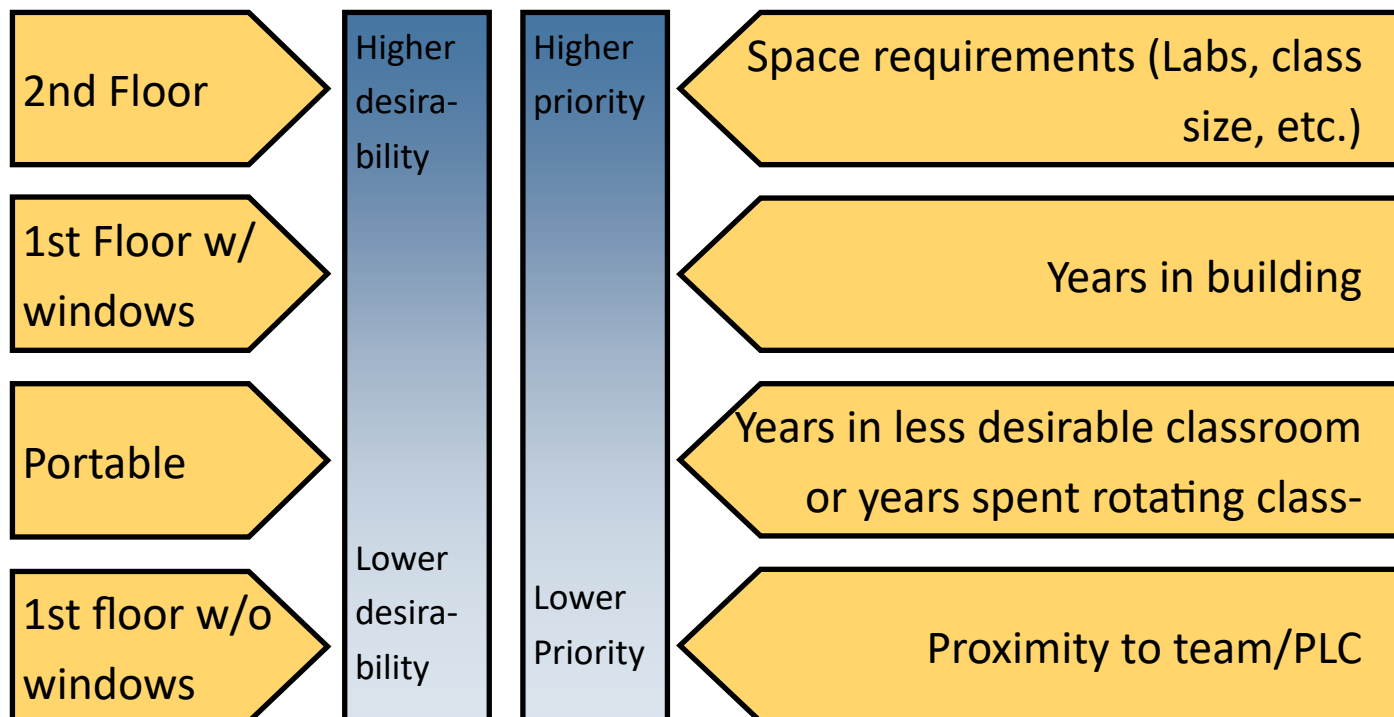 2nd Floor
1st Floor w/
windows
Portable
1st floor w/o
windows
Higher
desira-
bility
Lower
desira-
bility
Higher
priority
Lower
Priority
Space requirements (Labs, class
size, etc.)
Years in building
Years in less desirable classroom
or years spent rotating class-
Proximity to team/PLC